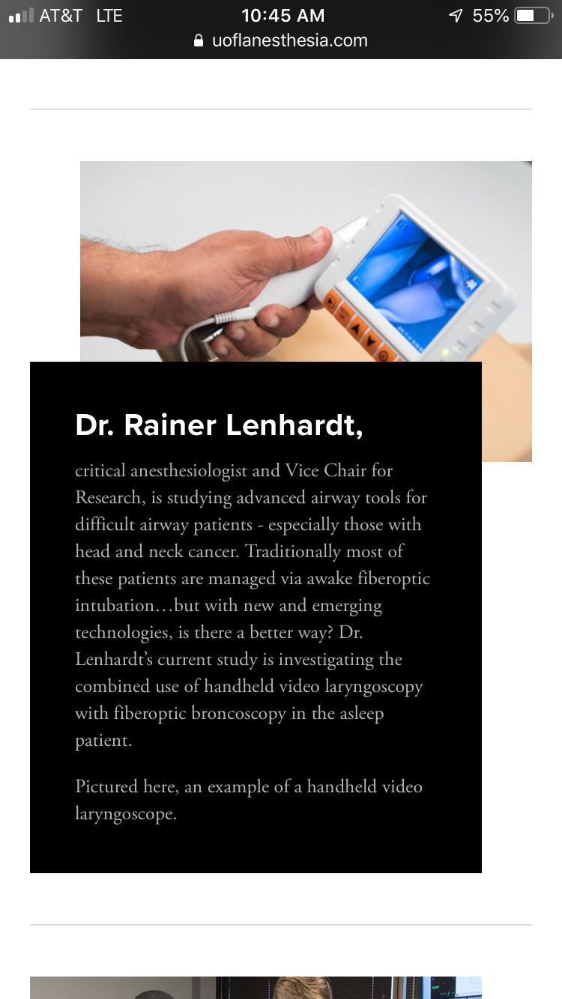 AT&T LTE 10:45 AM 55%
uoflanesthesia.com
Dr. Rainer Lenhardt,
critical anesthesiologist and Vice Chair for
Research, is studying advanced airway tools for
difficult airway patients - especially those with
head and neck cancer. Traditionally most of
these patients are managed via awake fiberoptic
intubation…but with new and emerging
technologies, is there a better way? Dr.
Lenhardt’s current study is investigating the
combined use of handheld video laryngoscopy
with fiberoptic broncoscopy in the asleep
patient.
Pictured here, an example of a handheld video
laryngoscope.